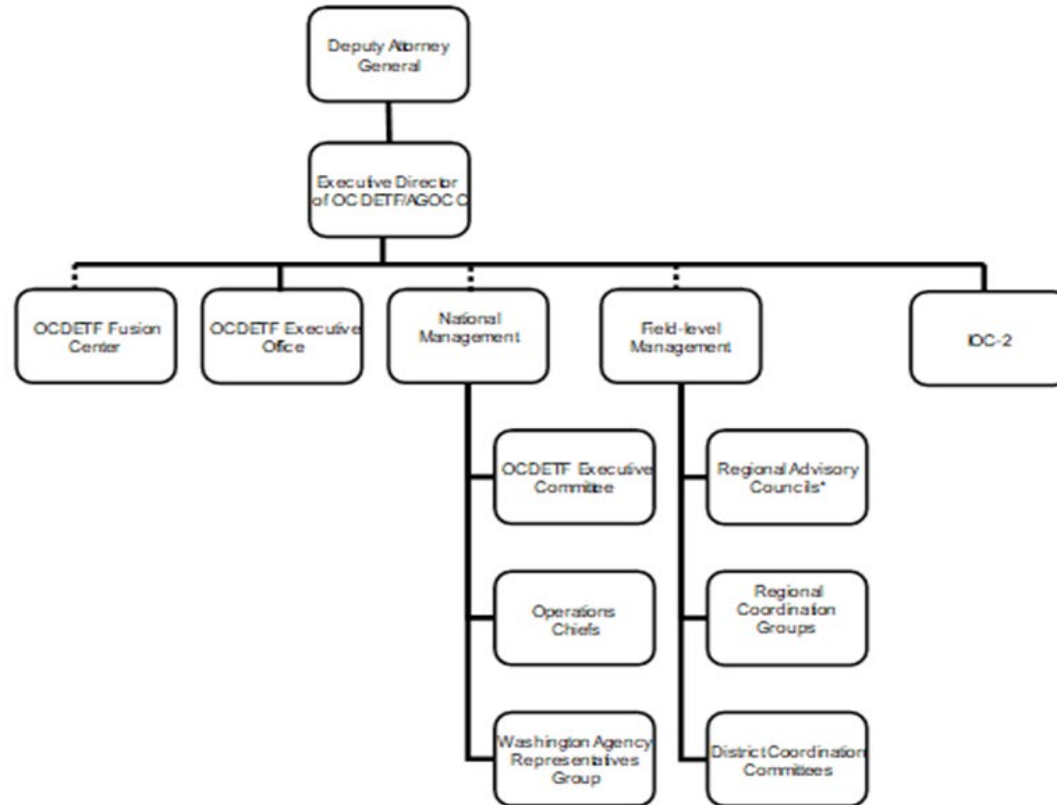 Deputy Attorney
General
Executive Director
of OCDETF/AGOCC
OCDETF Fusion
Center
OCDETF Executive
Office
National
Management
Field-level
Management
IOC-2
OCDETF Executive
Committee
Regional Advisory
Councils*
Operations
Chiefs
Regional
Coordination
Groups
Washington Agency
Representatives
Group
District Coordination
Committees